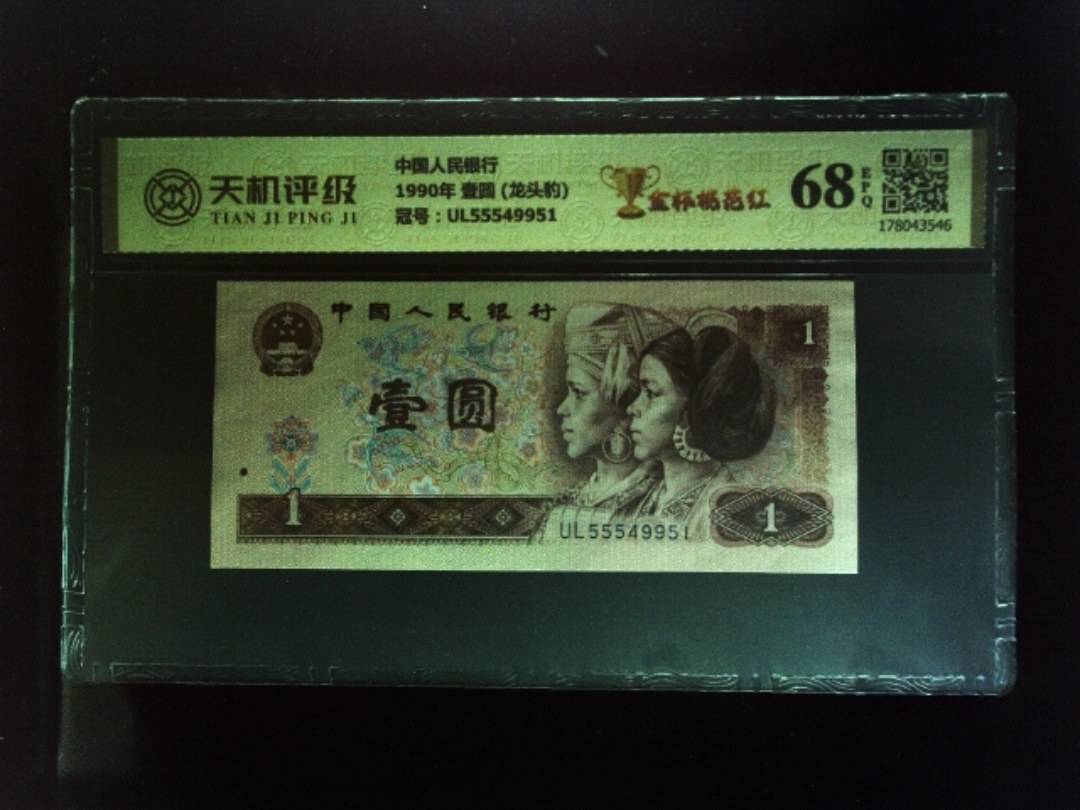 天机评级
TIAN JI PING JI
中国人民银行
1990年 壹圆 (龙头豹)
冠号：UL55549951
金杯桃花红
68
EPQ
178043546
中国人民银行
1
壹圆
1
UL55549951
1